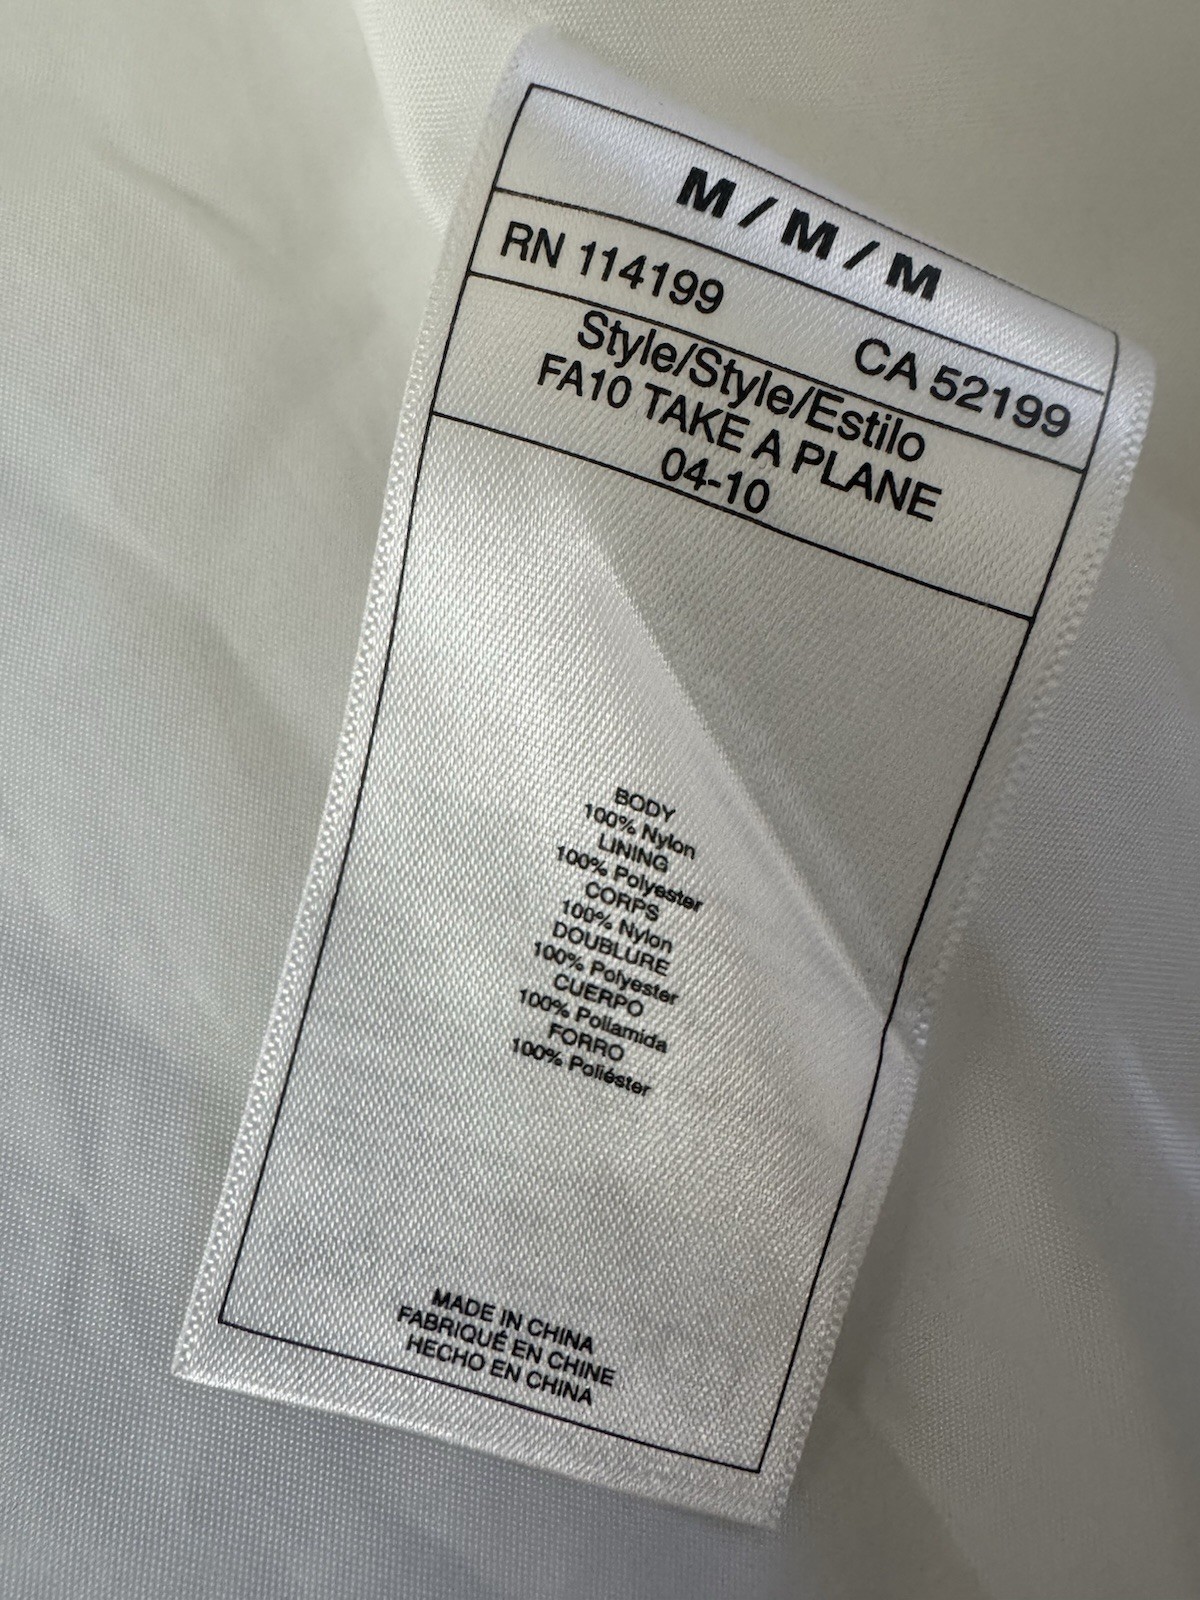 M / M / M
RN 114199 CA 52199
Style/Style/Estilo
FA10 TAKE A PLANE
04-10
BODY
100% Nylon
LINING
100% Polyester
CORPS
100% Nylon
DOUBLURE
100% Polyester
CUERPO
100% Poliamida
FORRO
100% Poliéster
MADE IN CHINA
FABRIQUÉ EN CHINE
HECHO EN CHINA